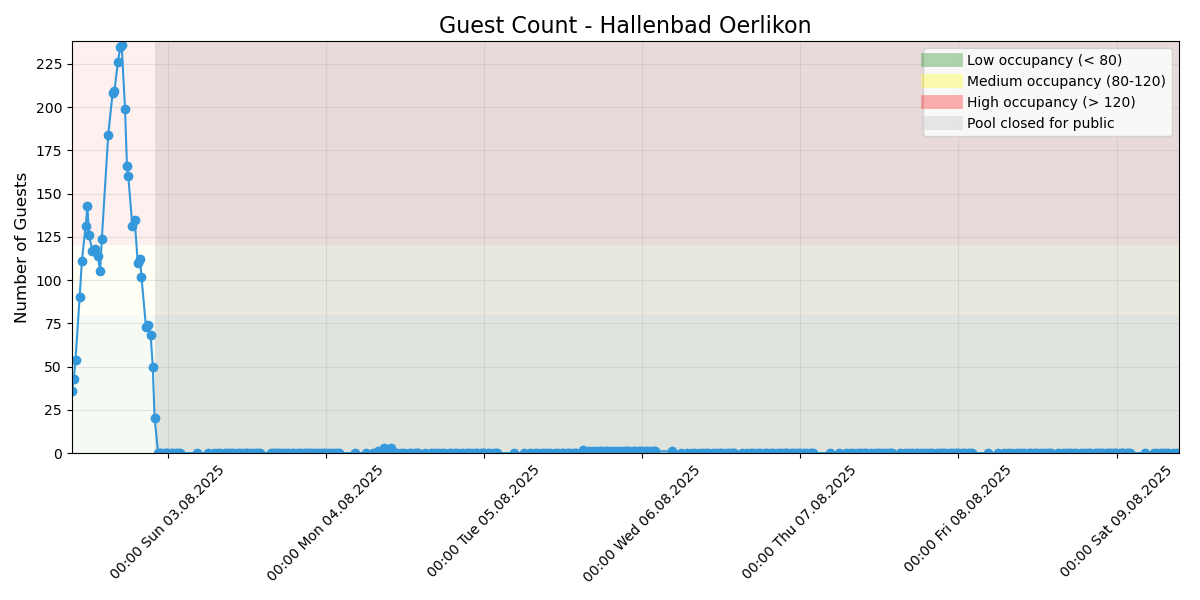 Guest Count - Hallenbad Oerlikon
Low occupancy (< 80)
Medium occupancy (80-120)
High occupancy (> 120)
Pool closed for public
Number of Guests
225
200
175
150
125
100
75
50
25
0
00:00 Sun 03.08.2025
00:00 Mon 04.08.2025
00:00 Tue 05.08.2025
00:00 Wed 06.08.2025
00:00 Thu 07.08.2025
00:00 Fri 08.08.2025
00:00 Sat 09.08.2025